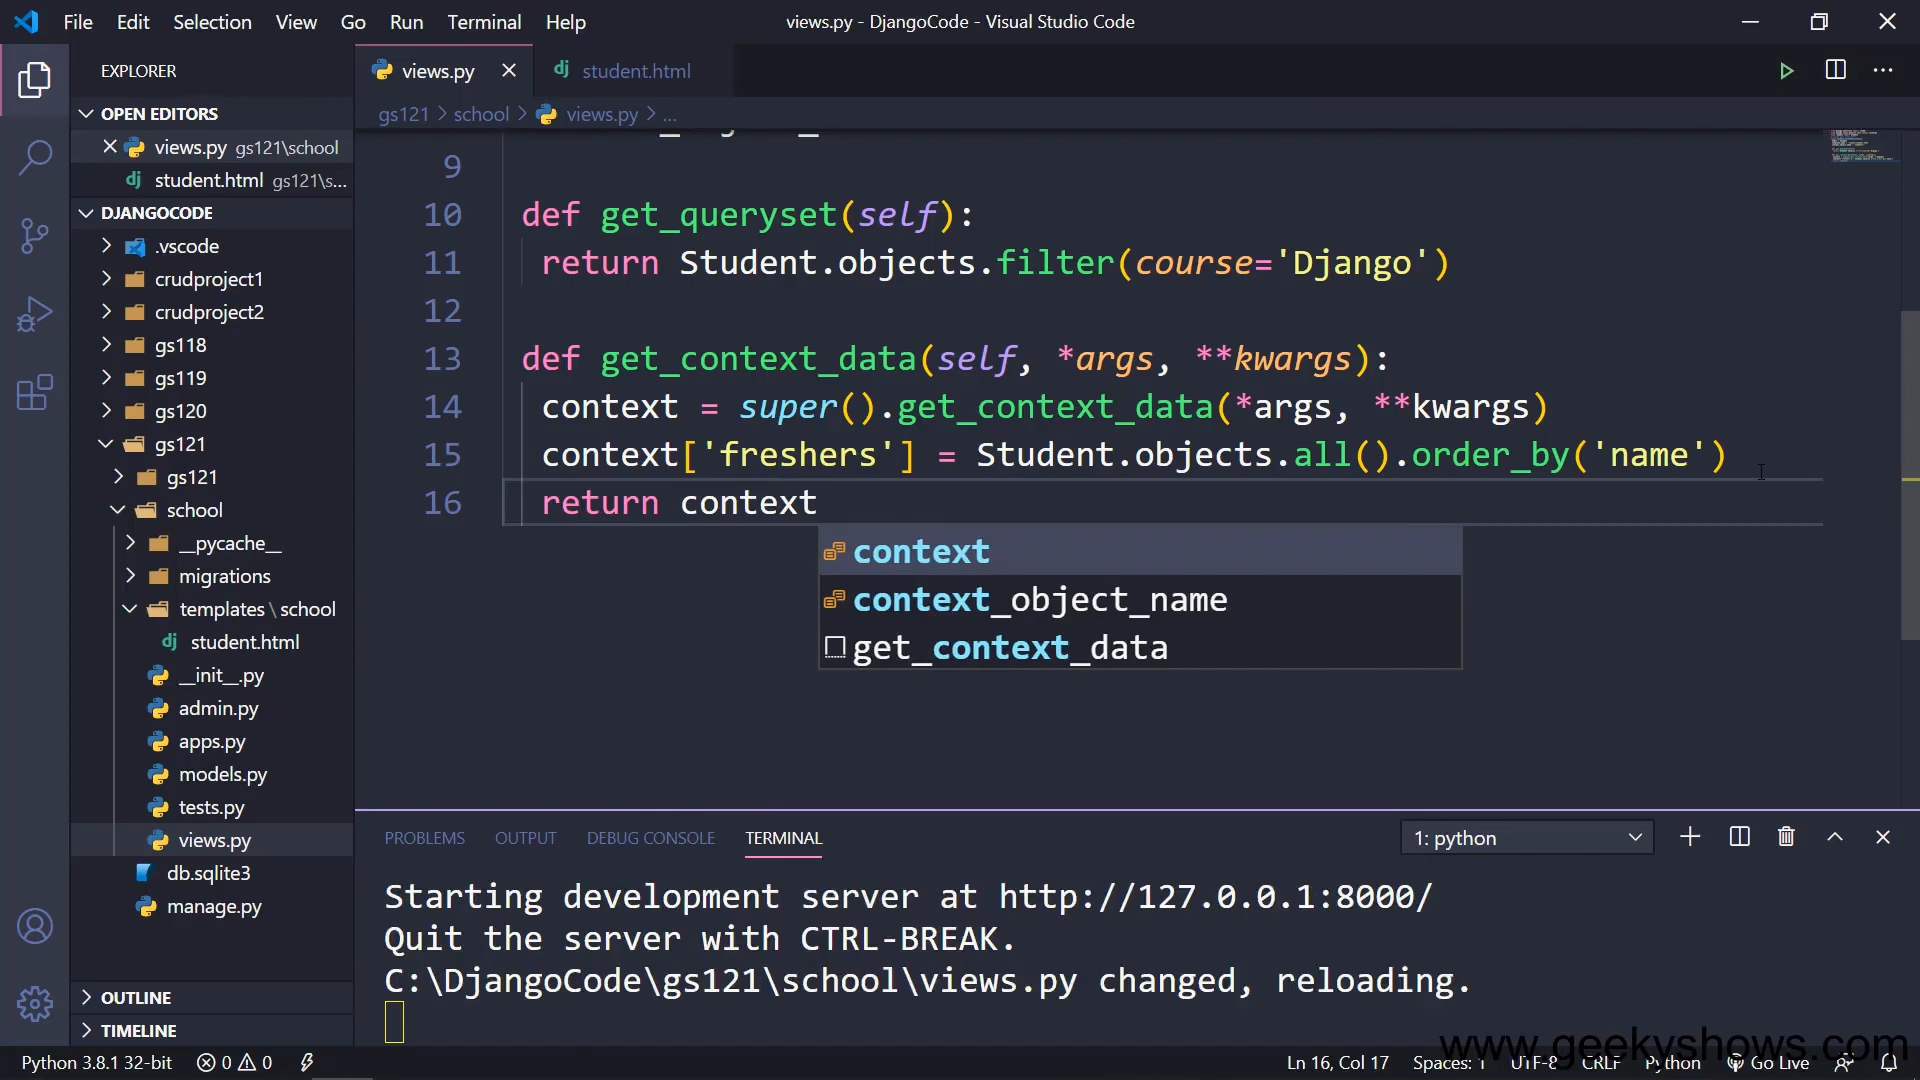 File Edit Selection View Go Run Terminal Help views.py - DjangoCode - Visual Studio Code
EXPLORER
OPEN EDITORS
views.py gs121\school
student.html gs121\s...
DJANGOCODE
.vscode
crudproject1
crudproject2
gs118
gs119
gs120
gs121
gs121
school
__pycache__
migrations
templates \ school
student.html
__init__.py
admin.py
apps.py
models.py
tests.py
views.py
db.sqlite3
manage.py
OUTLINE
TIMELINE
views.py student.html
gs121 > school > views.py > ...
9
10 def get_queryset(self):
11 return Student.objects.filter(course='Django')
12
13 def get_context_data(self, *args, **kwargs):
14 context = super().get_context_data(*args, **kwargs)
15 context['freshers'] = Student.objects.all().order_by('name')
16 return context
context
context_object_name
get_context_data
PROBLEMS OUTPUT DEBUG CONSOLE TERMINAL 1: python
Starting development server at http://127.0.0.1:8000/
Quit the server with CTRL-BREAK.
C:\DjangoCode\gs121\school\views.py changed, reloading.
www.geekyshows.com
Python 3.8.1 32-bit 0 0 Ln 16, Col 17 Spaces: 1 UTF-8 CRLF Python Go Live